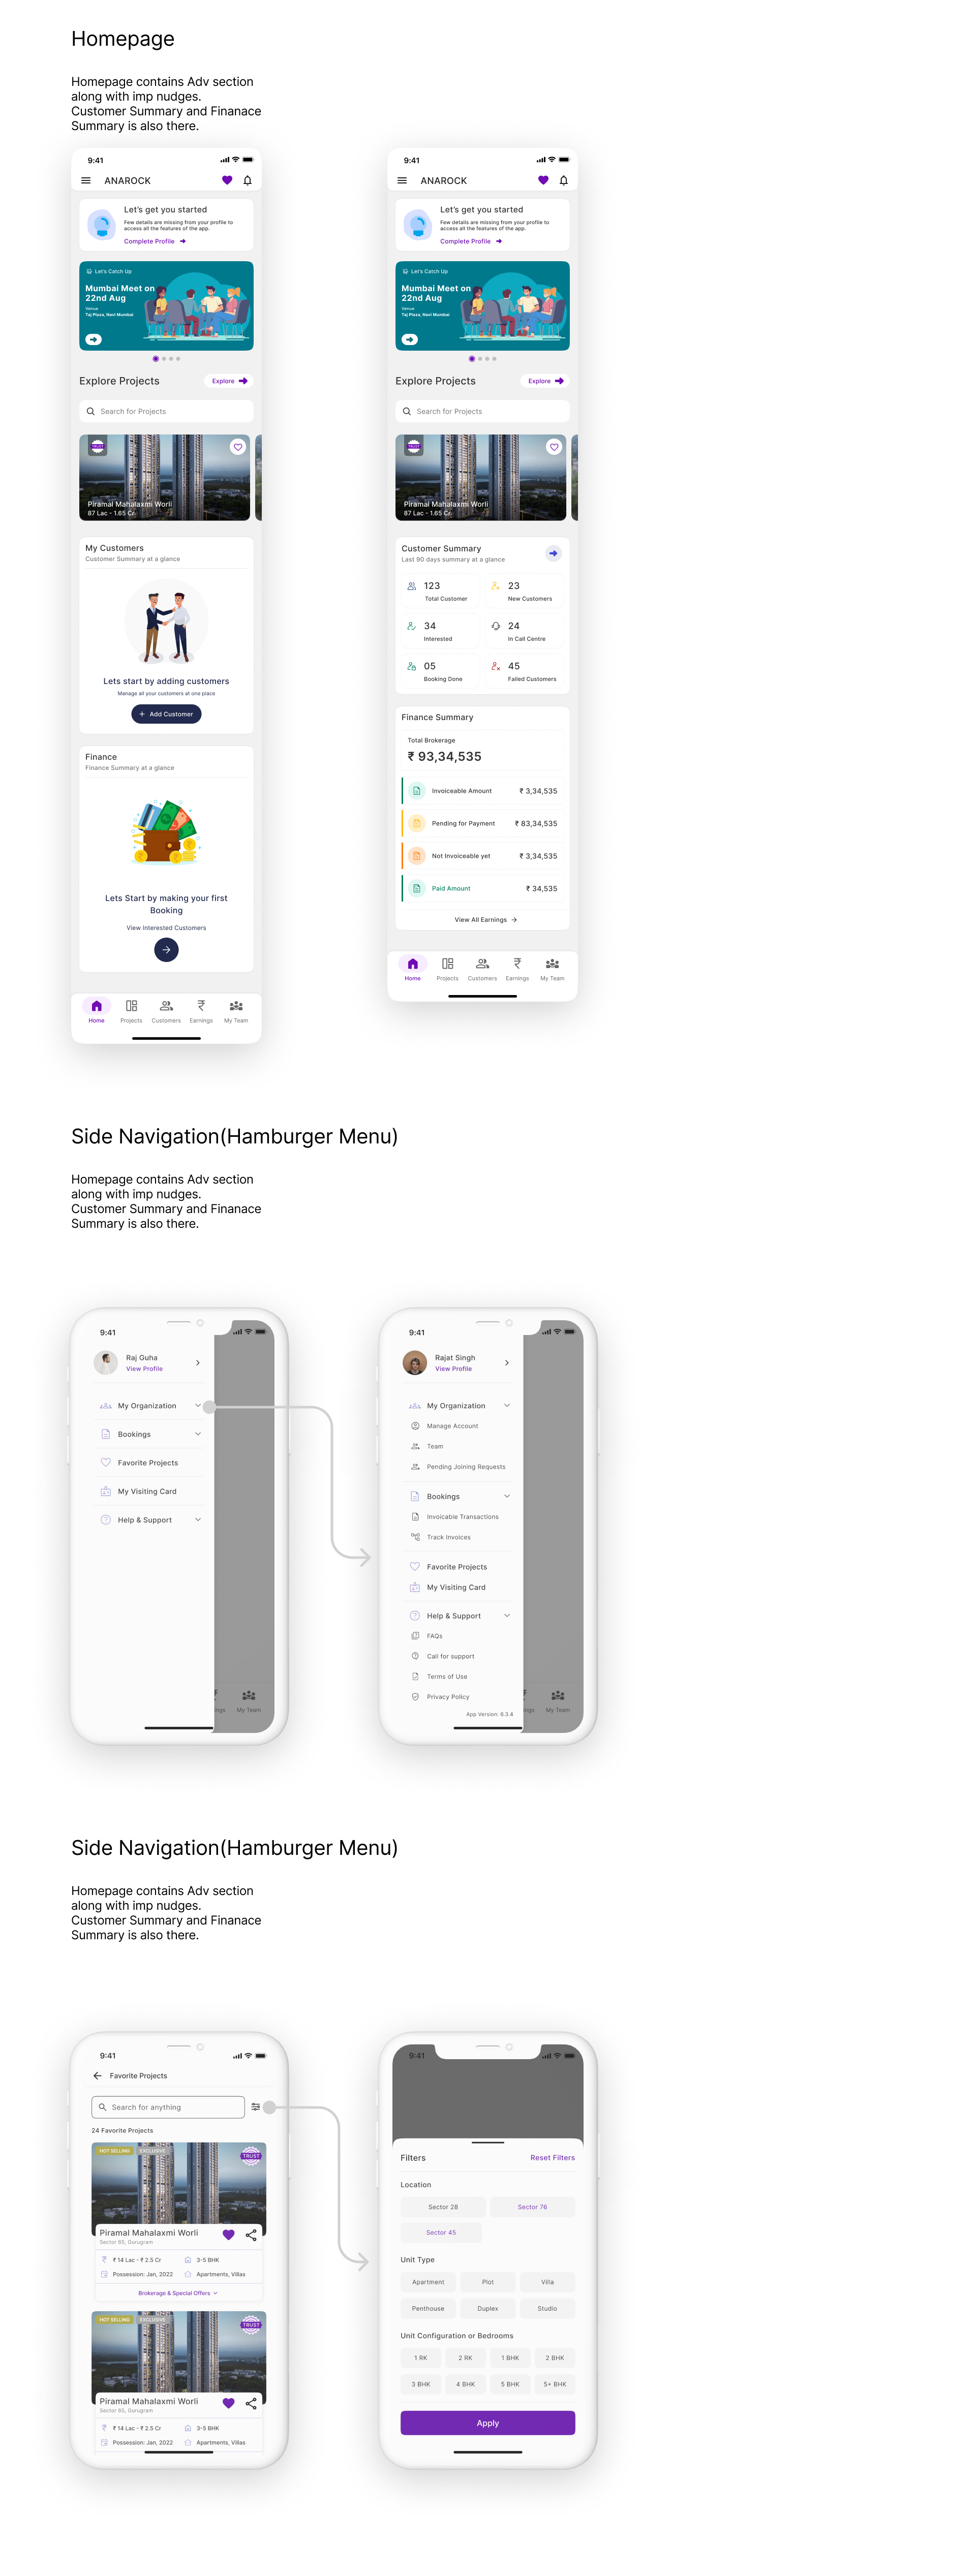 Homepage
Homepage contains Adv section
along with imp nudges.
Customer Summary and Finanace
Summary is also there.
9:41
ANAROCK
Let's get you started
Few details are missing from your profile to
access all the features of the app.
Complete Profile
Let's Catch Up
Mumbai Meet on
22nd Aug
Venue
Taj Plaza, Navi Mumbai
Explore Projects
Explore
Search for Projects
TRUST
Piramal Mahalaxmi Worli
87 Lac - 1.65 Cr
My Customers
Customer Summary at a glance
Lets start by adding customers
Manage all your customers at one place
+ Add Customer
Finance
Finance Summary at a glance
Lets Start by making your first
Booking
View Interested Customers
Home
Projects
Customers
Earnings
My Team
9:41
ANAROCK
Let's get you started
Few details are missing from your profile to
access all the features of the app.
Complete Profile
Let's Catch Up
Mumbai Meet on
22nd Aug
Venue
Taj Plaza, Navi Mumbai
Explore Projects
Explore
Search for Projects
TRUST
Piramal Mahalaxmi Worli
87 Lac - 1.65 Cr
Customer Summary
Last 90 days summary at a glance
123
Total Customer
23
New Customers
34
Interested
24
In Call Centre
05
Booking Done
45
Failed Customers
Finance Summary
Total Brokerage
₹ 93,34,535
Invoiceable Amount ₹ 3,34,535
Pending for Payment ₹ 83,34,535
Not Invoiceable yet ₹ 3,34,535
Paid Amount ₹ 34,535
View All Earnings
Home
Projects
Customers
Earnings
My Team
Side Navigation(Hamburger Menu)
Homepage contains Adv section
along with imp nudges.
Customer Summary and Finanace
Summary is also there.
9:41
Raj Guha
View Profile
My Organization
Bookings
Favorite Projects
My Visiting Card
Help & Support
ngs
My Team
9:41
Rajat Singh
View Profile
My Organization
Manage Account
Team
Pending Joining Requests
Bookings
Invoicable Transactions
Track Invoices
Favorite Projects
My Visiting Card
Help & Support
FAQs
Call for support
Terms of Use
Privacy Policy
App Version: 6.3.4
ngs
My Team
Side Navigation(Hamburger Menu)
Homepage contains Adv section
along with imp nudges.
Customer Summary and Finanace
Summary is also there.
9:41
Favorite Projects
Search for anything
24 Favorite Projects
HOT SELLING
EXCLUSIVE
TRUST
Piramal Mahalaxmi Worli
Sector 65, Gurugram
₹ 14 Lac - ₹ 2.5 Cr
3-5 BHK
Possession: Jan, 2022
Apartments, Villas
Brokerage & Special Offers
HOT SELLING
EXCLUSIVE
TRUST
Piramal Mahalaxmi Worli
Sector 65, Gurugram
₹ 14 Lac - ₹ 2.5 Cr
3-5 BHK
Possession: Jan, 2022
Apartments, Villas
9:41
Filters
Reset Filters
Location
Sector 28
Sector 76
Sector 45
Unit Type
Apartment
Plot
Villa
Penthouse
Duplex
Studio
Unit Configuration or Bedrooms
1 RK
2 RK
1 BHK
2 BHK
3 BHK
4 BHK
5 BHK
5+ BHK
Apply